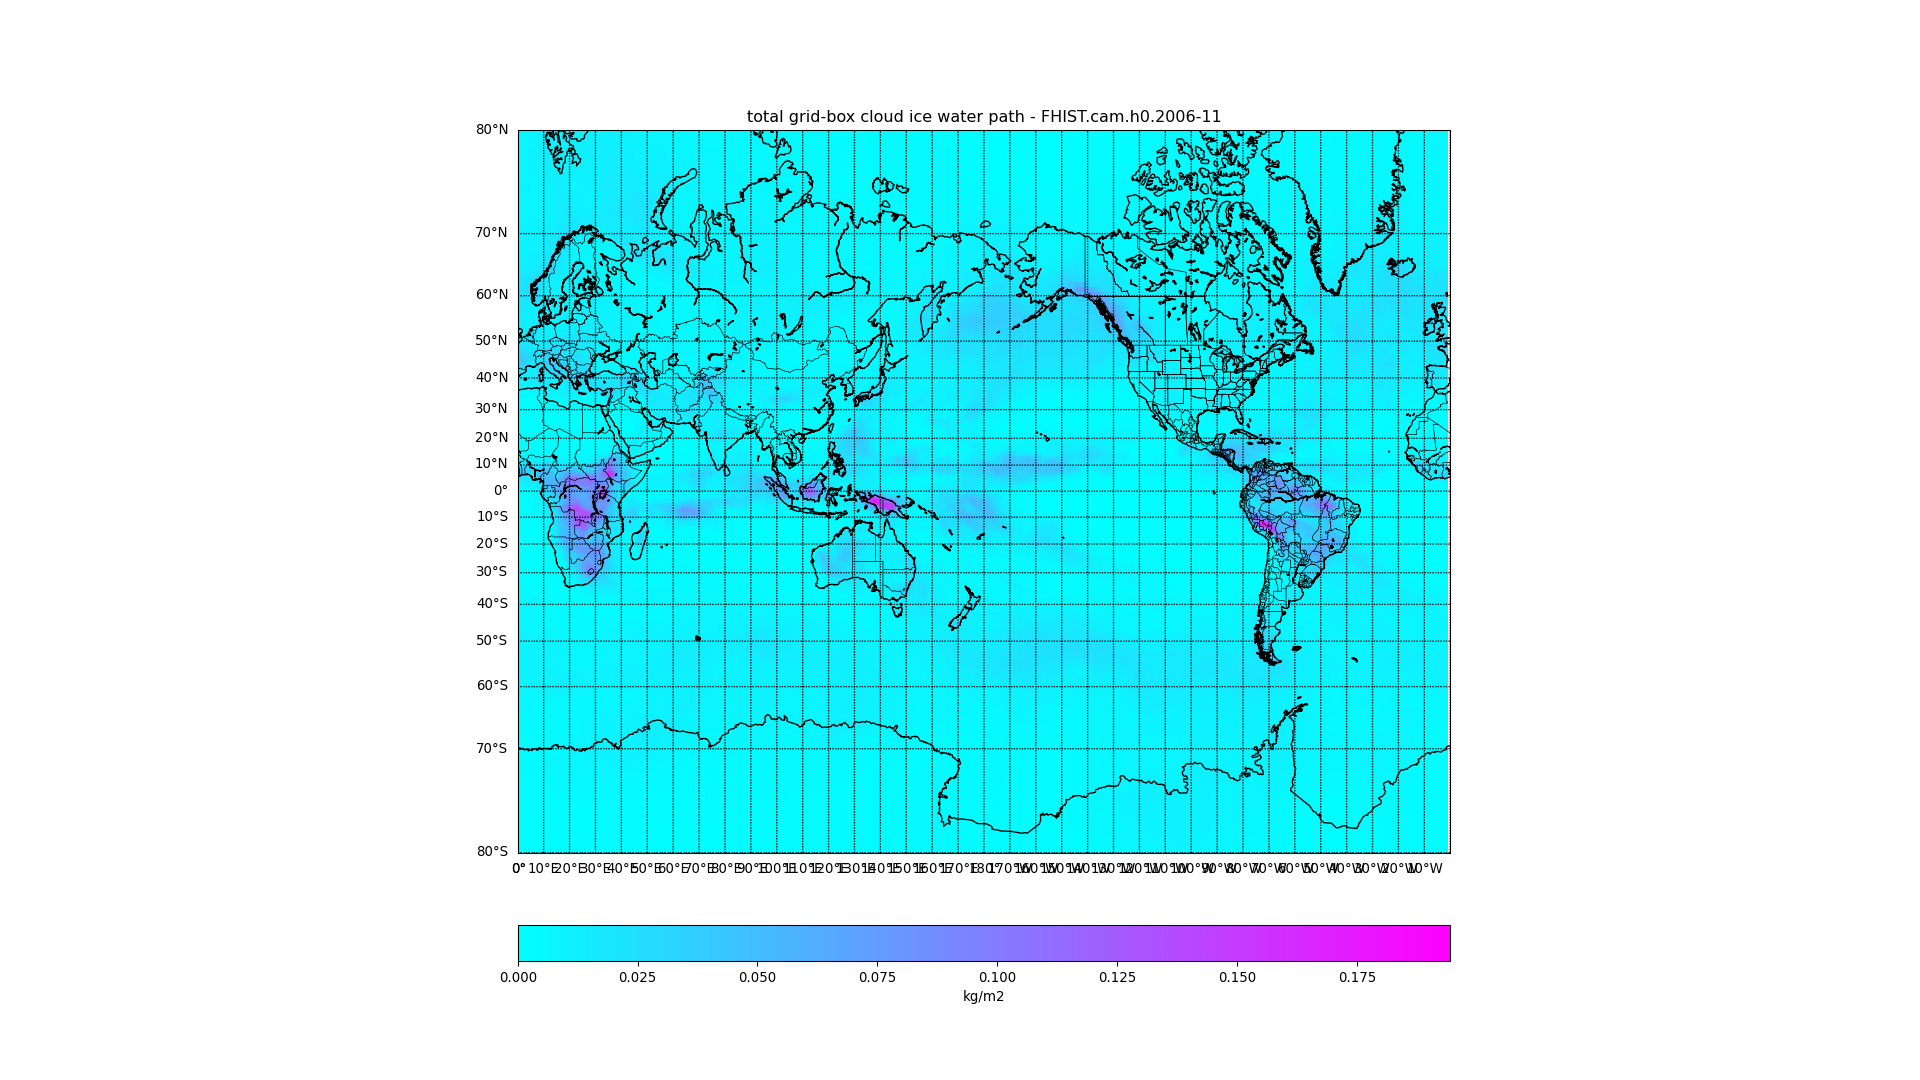 total grid-box cloud ice water path - FHIST.cam.h0.2006-11
80°N
70°N
60°N
50°N
40°N
30°N
20°N
10°N
0°
10°S
20°S
30°S
40°S
50°S
60°S
70°S
80°S
0° 10°E 20°E 30°E 40°E 50°E 60°E 70°E 80°E 90°E 100°E 110°E 120°E 130°E 140°E 150°E 160°E 170°E 180° 170°W 160°W 150°W 140°W 130°W 120°W 110°W 100°W 90°W 80°W 70°W 60°W 50°W 40°W 30°W 20°W 10°W
0.000 0.025 0.050 0.075 0.100 0.125 0.150 0.175
kg/m2